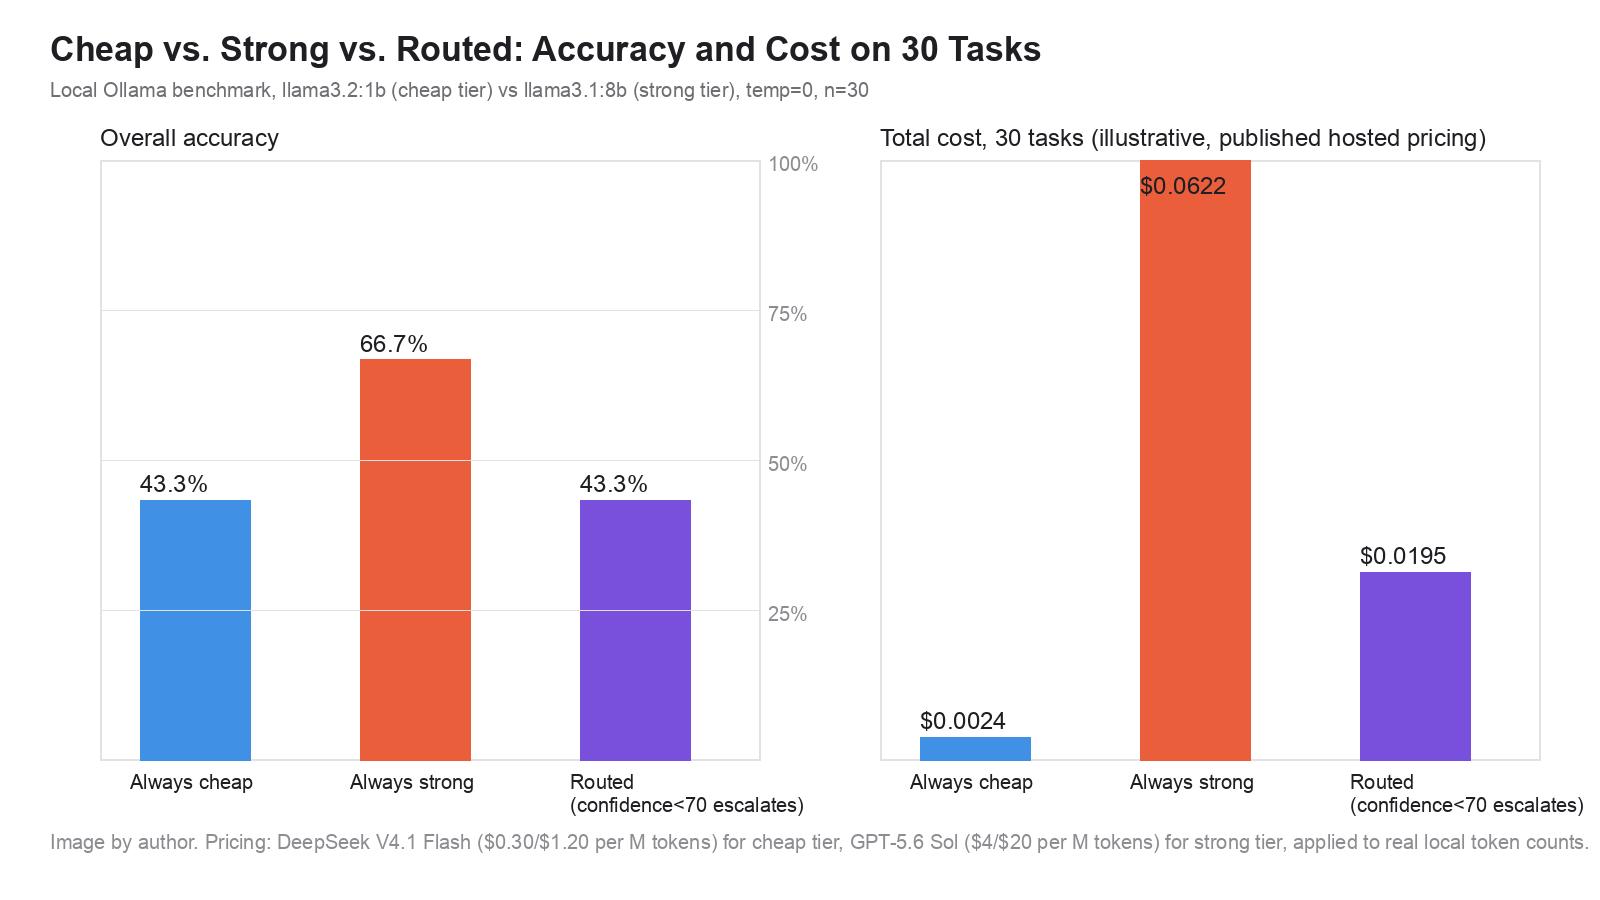 Cheap vs. Strong vs. Routed: Accuracy and Cost on 30 Tasks
Local Ollama benchmark, llama3.2:1b (cheap tier) vs llama3.1:8b (strong tier), temp=0, n=30
Overall accuracy
100%
75%
66.7%
50%
43.3%
43.3%
25%
Always cheap
Always strong
Routed
(confidence<70 escalates)
Total cost, 30 tasks (illustrative, published hosted pricing)
$0.0622
$0.0195
$0.0024
Always cheap
Always strong
Routed
(confidence<70 escalates)
Image by author. Pricing: DeepSeek V4.1 Flash ($0.30/$1.20 per M tokens) for cheap tier, GPT-5.6 Sol ($4/$20 per M tokens) for strong tier, applied to real local token counts.